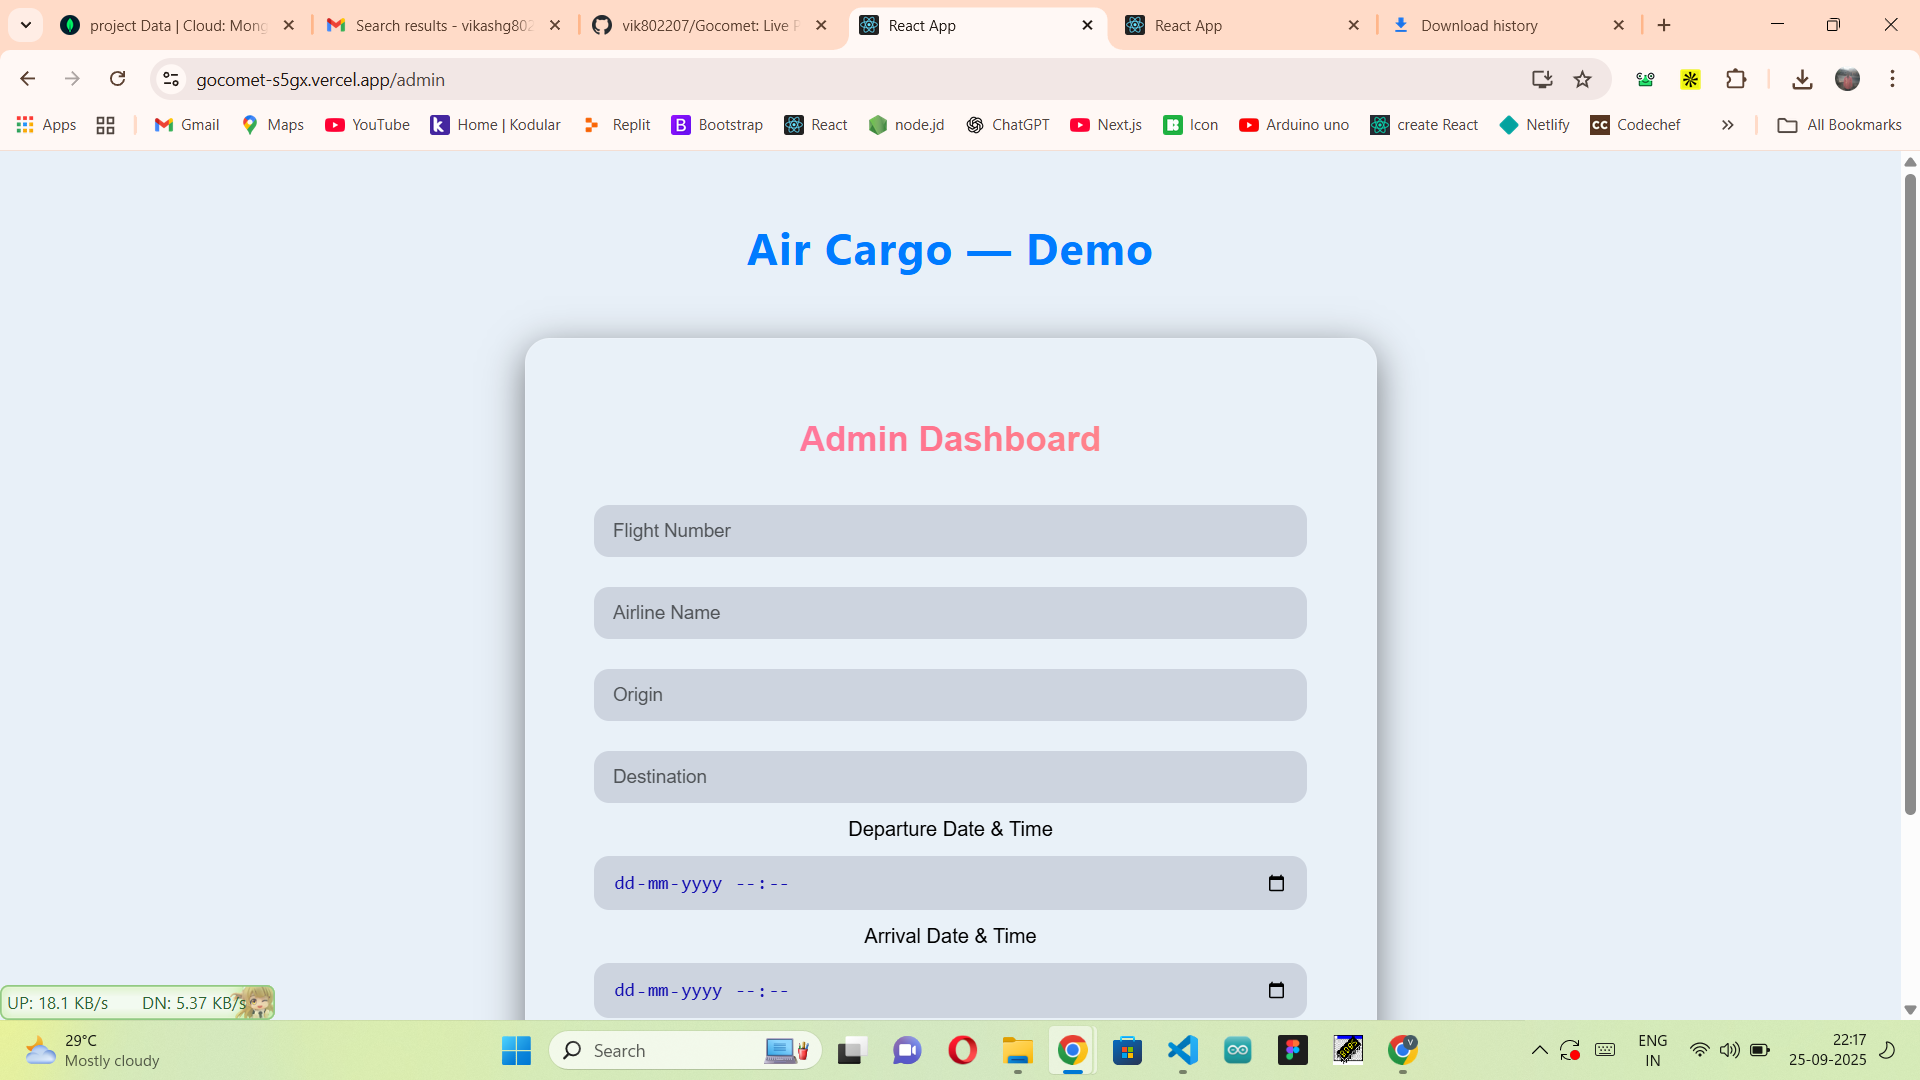 project Data | Cloud: Mong
Search results - vikashg802
vik802207/Gocomet: Live P
React App
React App
Download history
gocomet-s5gx.vercel.app/admin
Apps
Gmail
Maps
YouTube
Home | Kodular
Replit
Bootstrap
React
node.jd
ChatGPT
Next.js
Icon
Arduino uno
create React
Netlify
Codechef
All Bookmarks
Air Cargo — Demo
Admin Dashboard
Flight Number
Airline Name
Origin
Destination
Departure Date & Time
dd-mm-yyyy --:--
Arrival Date & Time
dd-mm-yyyy --:--
UP: 18.1 KB/s DN: 5.37 KB/s
29°C
Mostly cloudy
Search
ENG
IN
22:17
25-09-2025